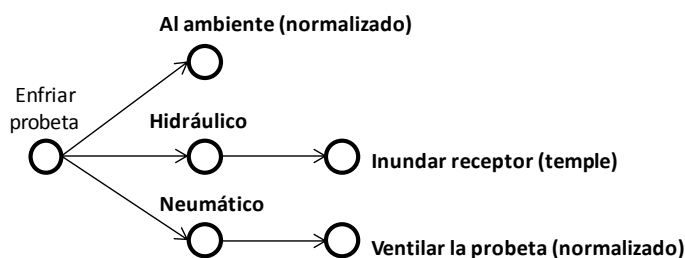 Al ambiente (normalizado)
Enfriar
probeta
Hidráulico
Inundar receptor (temple)
Neumático
Ventilar la probeta (normalizado)